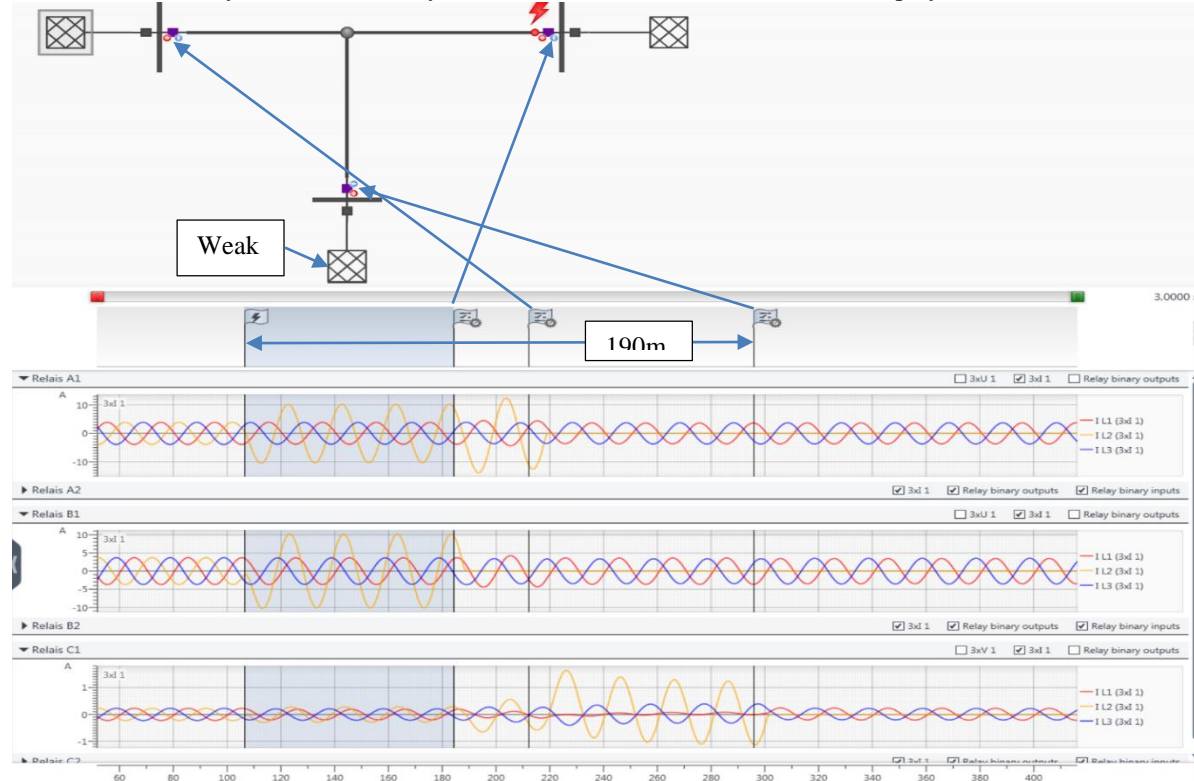 Weak
3.0000
190m
Relais A1
3xU 1 3xI 1 Relay binary outputs
A
3xI 1
10
0
-10
I L1 (3xI 1)
I L2 (3xI 1)
I L3 (3xI 1)
Relais A2
3xI 1 Relay binary outputs Relay binary inputs
Relais B1
3xU 1 3xI 1 Relay binary outputs
A
3xI 1
10
5
0
-5
-10
I L1 (3xI 1)
I L2 (3xI 1)
I L3 (3xI 1)
Relais B2
3xI 1 Relay binary outputs Relay binary inputs
Relais C1
3xV 1 3xI 1 Relay binary outputs
A
3xI 1
1
0
-1
I L1 (3xI 1)
I L2 (3xI 1)
I L3 (3xI 1)
Relais C2
3xI 1 Relay binary outputs Relay binary inputs
60 80 100 120 140 160 180 200 220 240 260 280 300 320 340 360 380 400